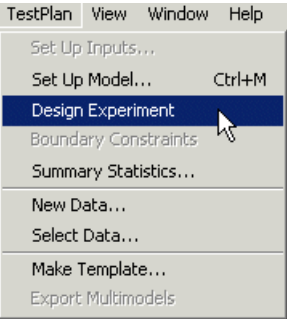 TestPlan View Window Help
Set Up Inputs...
Set Up Model... Ctrl+M
Design Experiment
Boundary Constraints
Summary Statistics...
New Data...
Select Data...
Make Template...
Export Multimodels